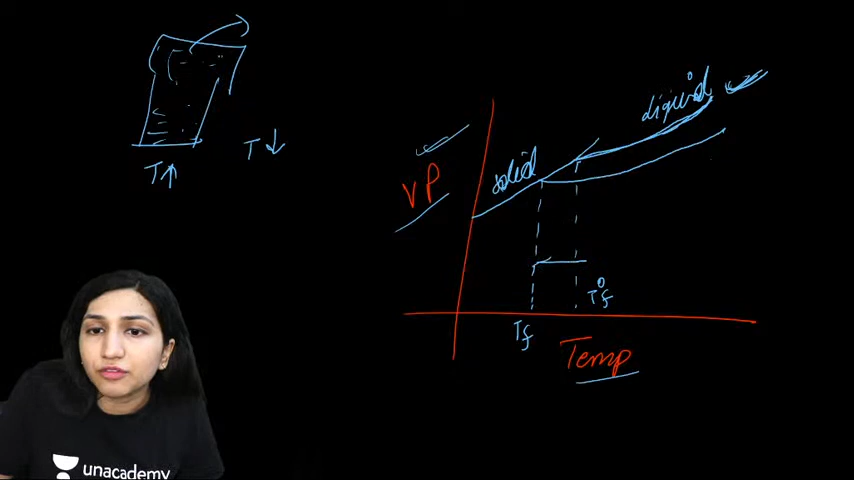 T↑
T↓
VP
solid
liquid
Tf
T°f
Temp
unacademy